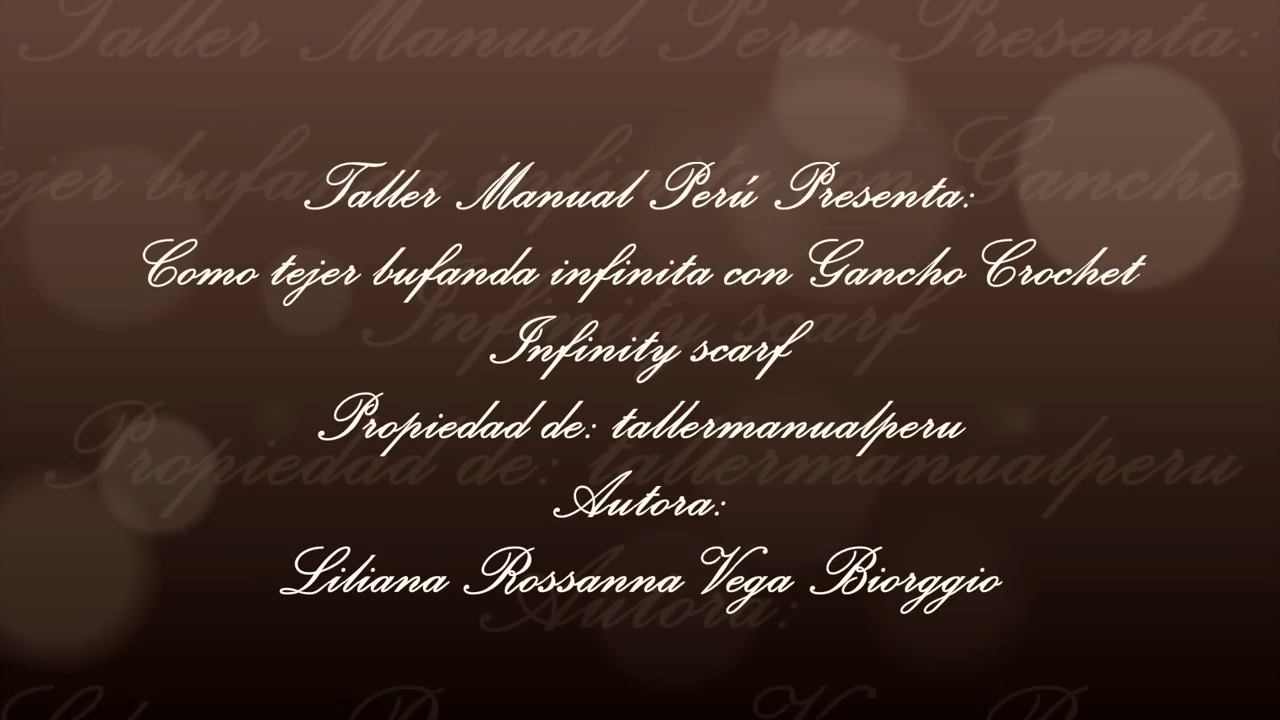 Taller Manual Perú Presenta:
Como tejer bufanda infinita con Gancho Crochet
Infinity scarf
Propiedad de: tallermanualperu
Autora:
Liliana Rossanna Vega Biorggio